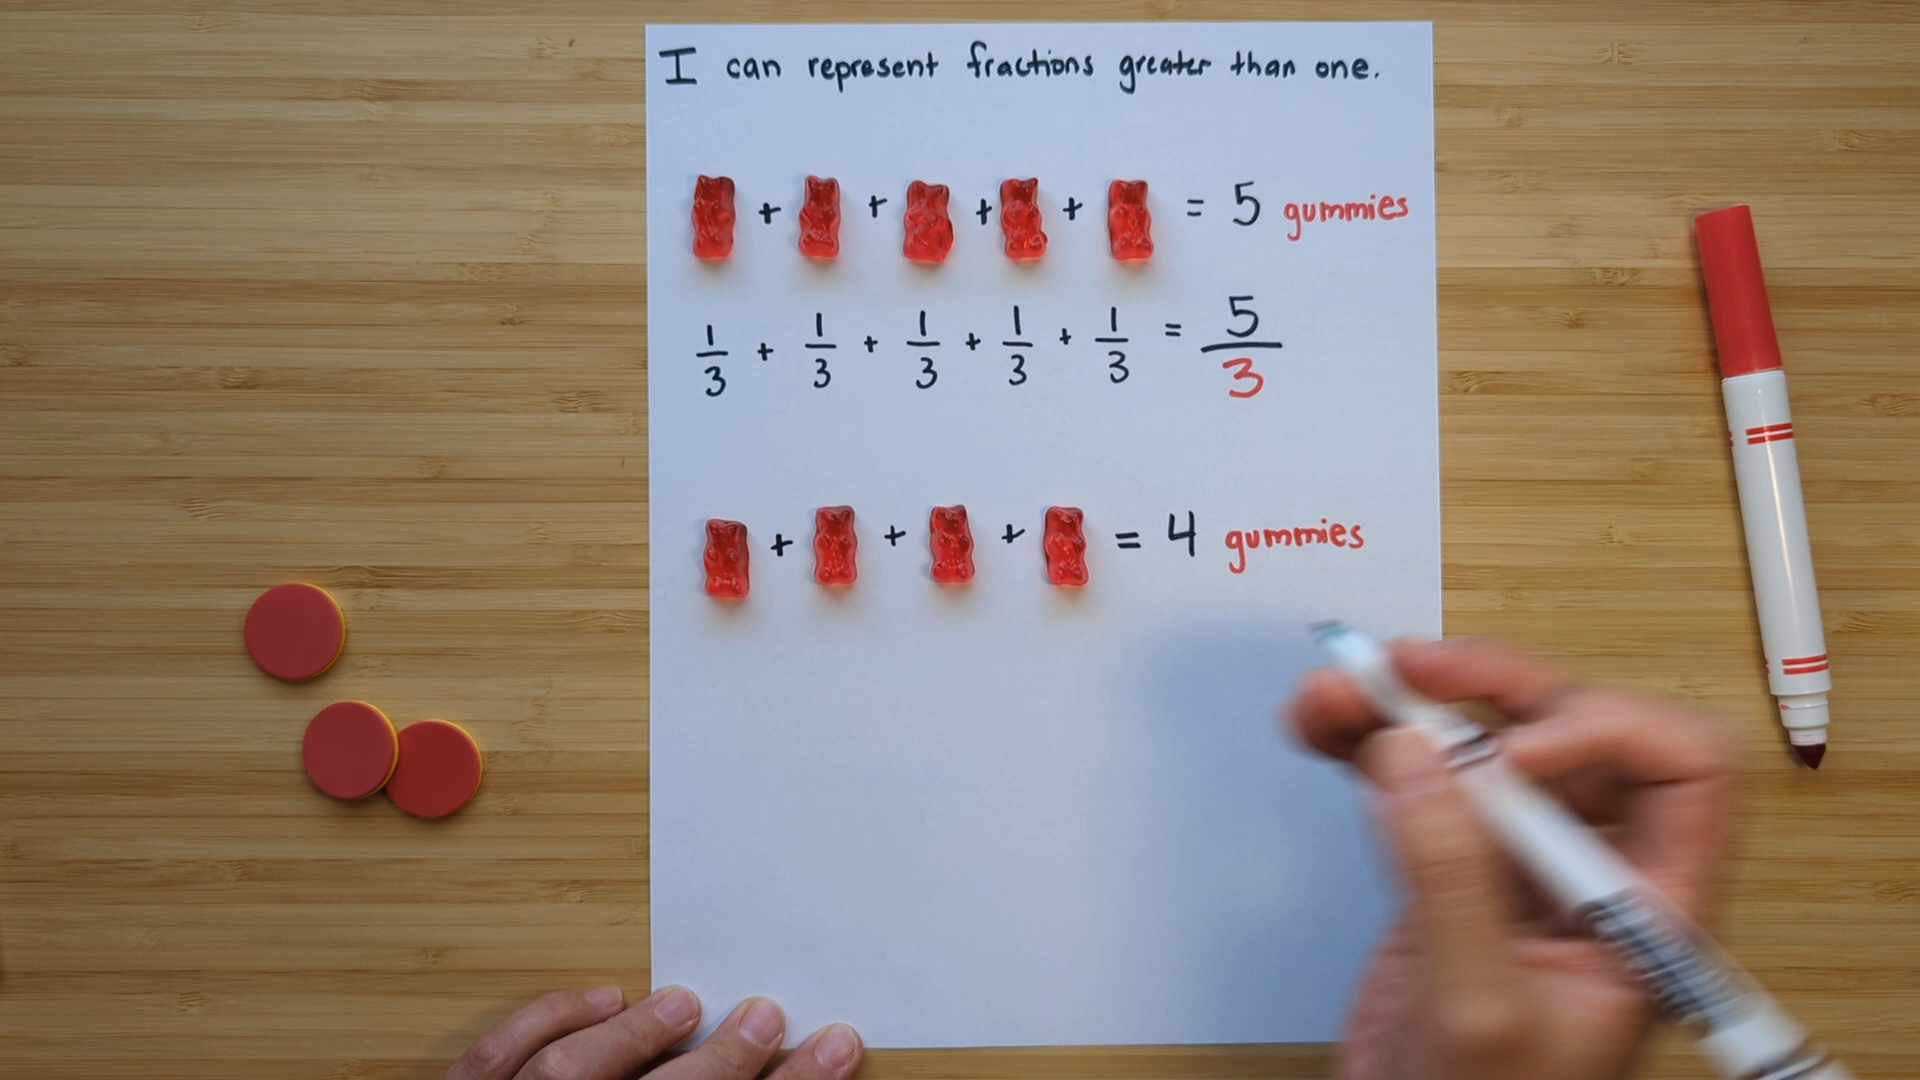 I can represent fractions greater than one.
+ + + + = 5 gummies
1/3 + 1/3 + 1/3 + 1/3 + 1/3 = 5/3
+ + + = 4 gummies